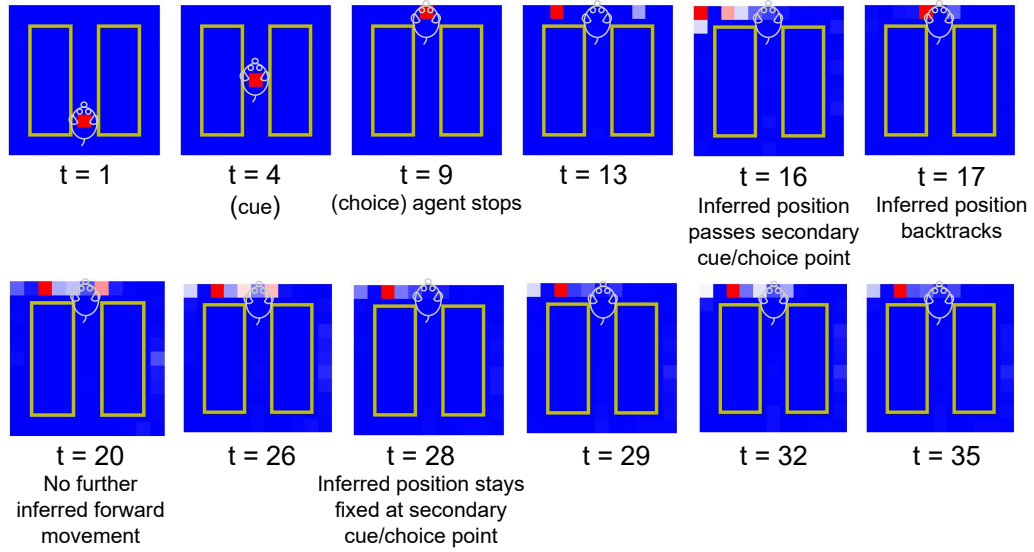 t = 1
t = 4
(cue)
t = 9
(choice) agent stops
t = 13
t = 16
Inferred position
passes secondary
cue/choice point
t = 17
Inferred position
backtracks
t = 20
No further
inferred forward
movement
t = 26
t = 28
Inferred position stays
fixed at secondary
cue/choice point
t = 29
t = 32
t = 35